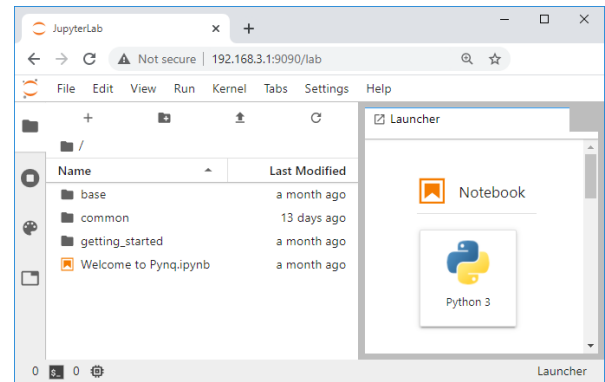 JupyterLab
Not secure | 192.168.3.1:9090/lab
File Edit View Run Kernel Tabs Settings Help
Launcher
/
Name Last Modified
base a month ago
common 13 days ago
getting_started a month ago
Welcome to Pynq.ipynb a month ago
Notebook
Python 3
0 $_ 0 Launcher